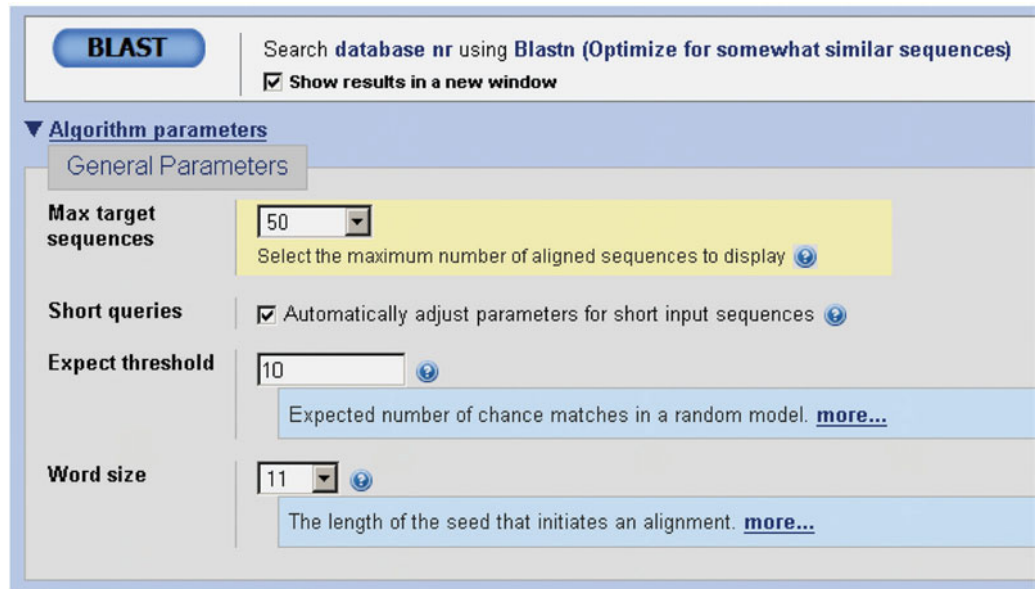 BLAST
Search database nr using Blastn (Optimize for somewhat similar sequences)
Show results in a new window
Algorithm parameters
General Parameters
Max target
sequences
50
Select the maximum number of aligned sequences to display
Short queries
Automatically adjust parameters for short input sequences
Expect threshold
10
Expected number of chance matches in a random model. more...
Word size
11
The length of the seed that initiates an alignment. more...